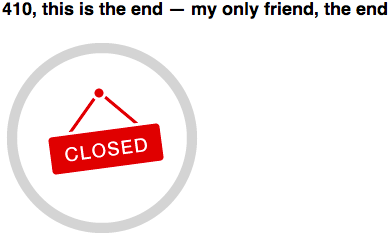 410, this is the end — my only friend, the end
CLOSED